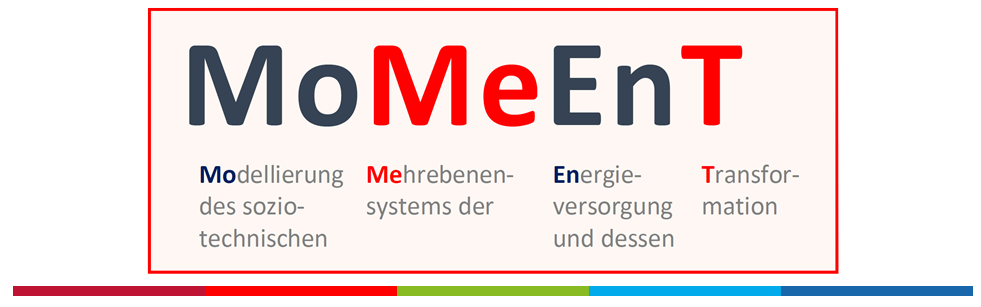 MoMeEnT
Modellierung
des sozio-
technischen
Mehrebenen-
systems der
Energie-
versorgung
und dessen
Transfor-
mation